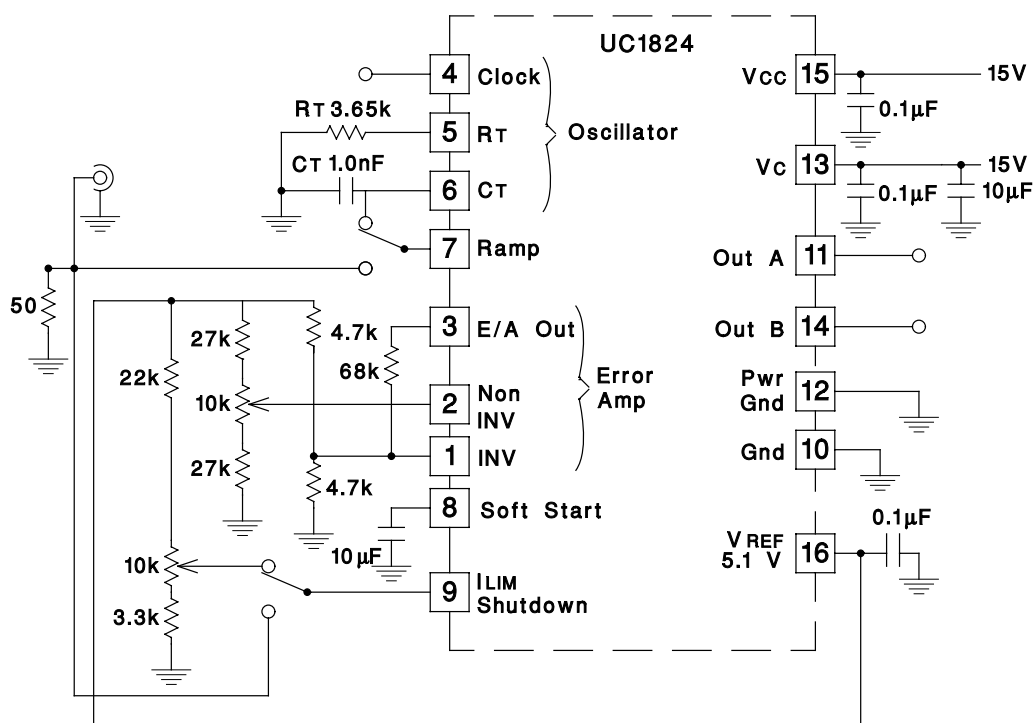 UC1824
4 Clock
RT 3.65k
5 RT
Oscillator
CT 1.0nF
6 CT
7 Ramp
50
27k
4.7k
3 E/A Out
22k
68k
10k
2 Non
INV
Error
Amp
27k
1 INV
4.7k
8 Soft Start
10µF
10k
9 ILIM
Shutdown
3.3k
VCC 15
15V
0.1µF
VC 13
15V
0.1µF
10µF
Out A 11
Out B 14
Pwr
Gnd 12
Gnd 10
VREF
5.1 V 16
0.1µF